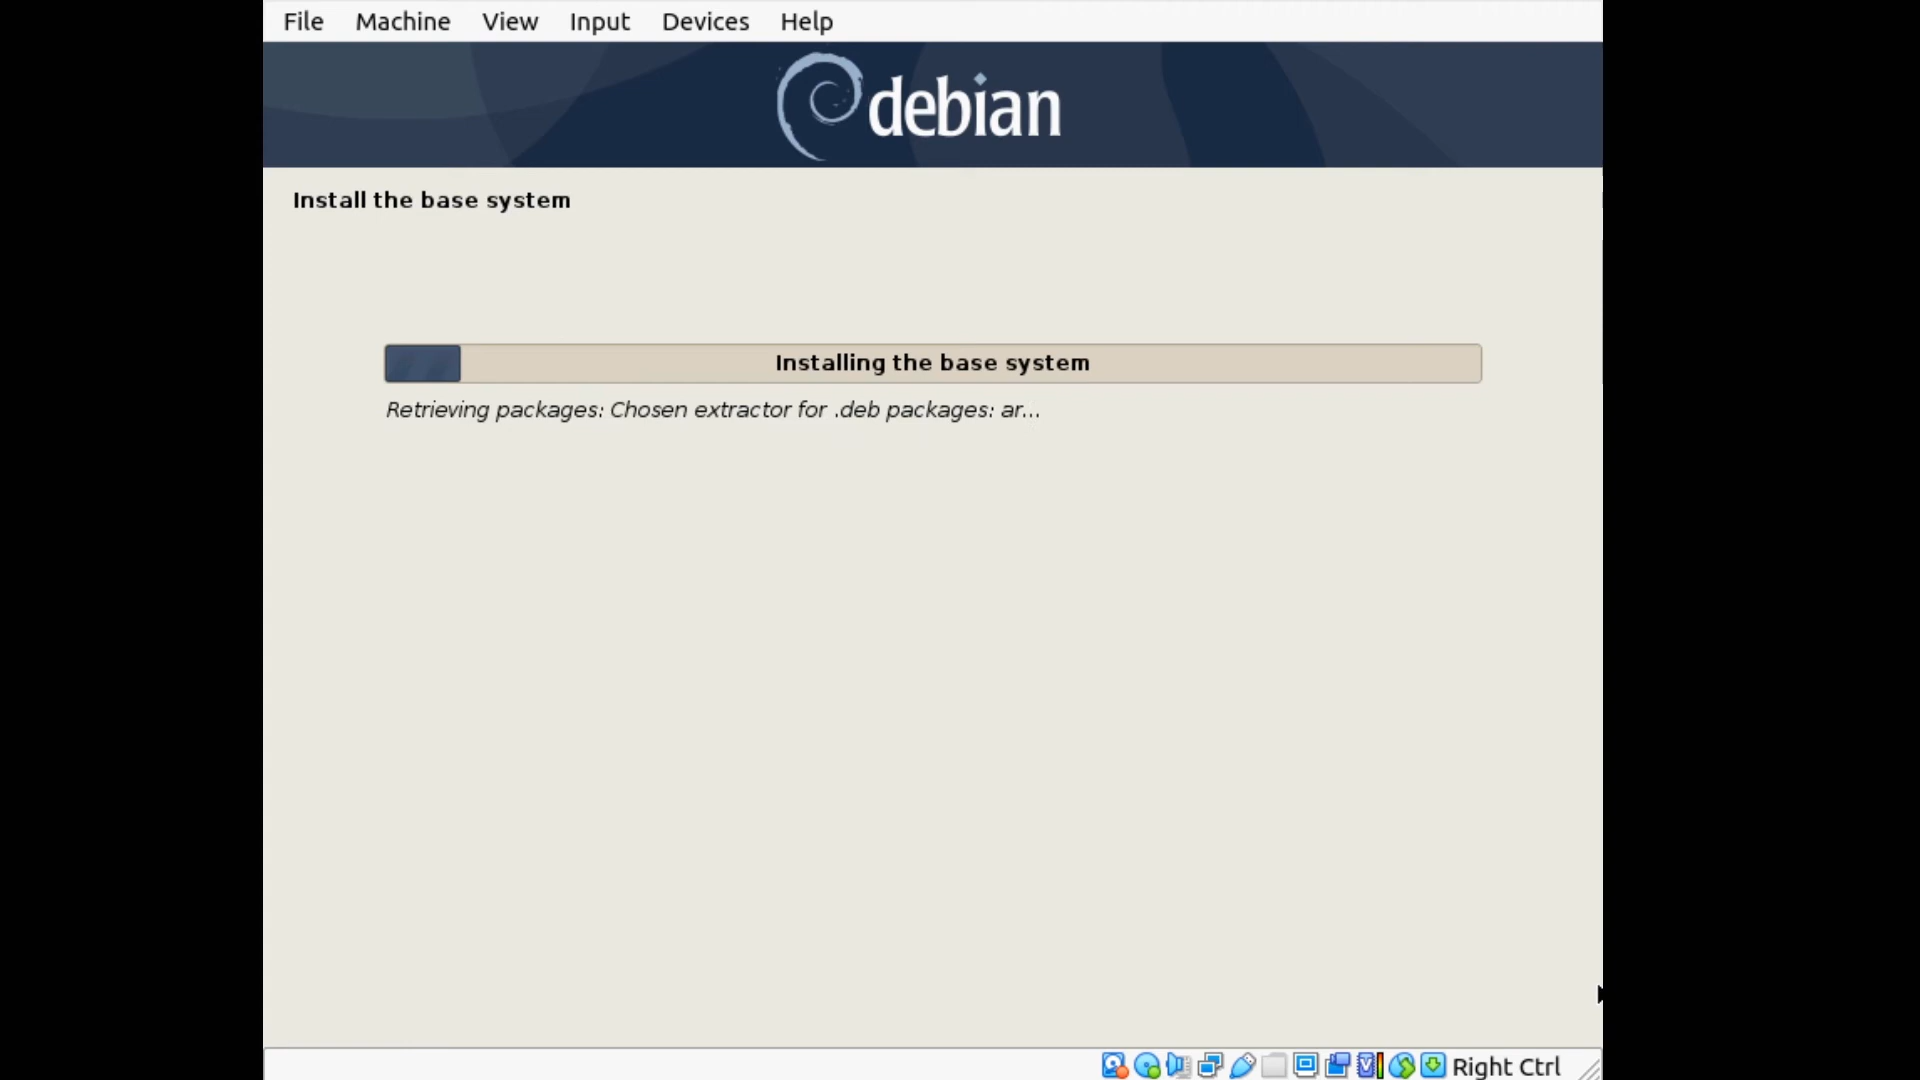 File Machine View Input Devices Help
debian
Install the base system
Installing the base system
Retrieving packages: Chosen extractor for .deb packages: ar...
Right Ctrl